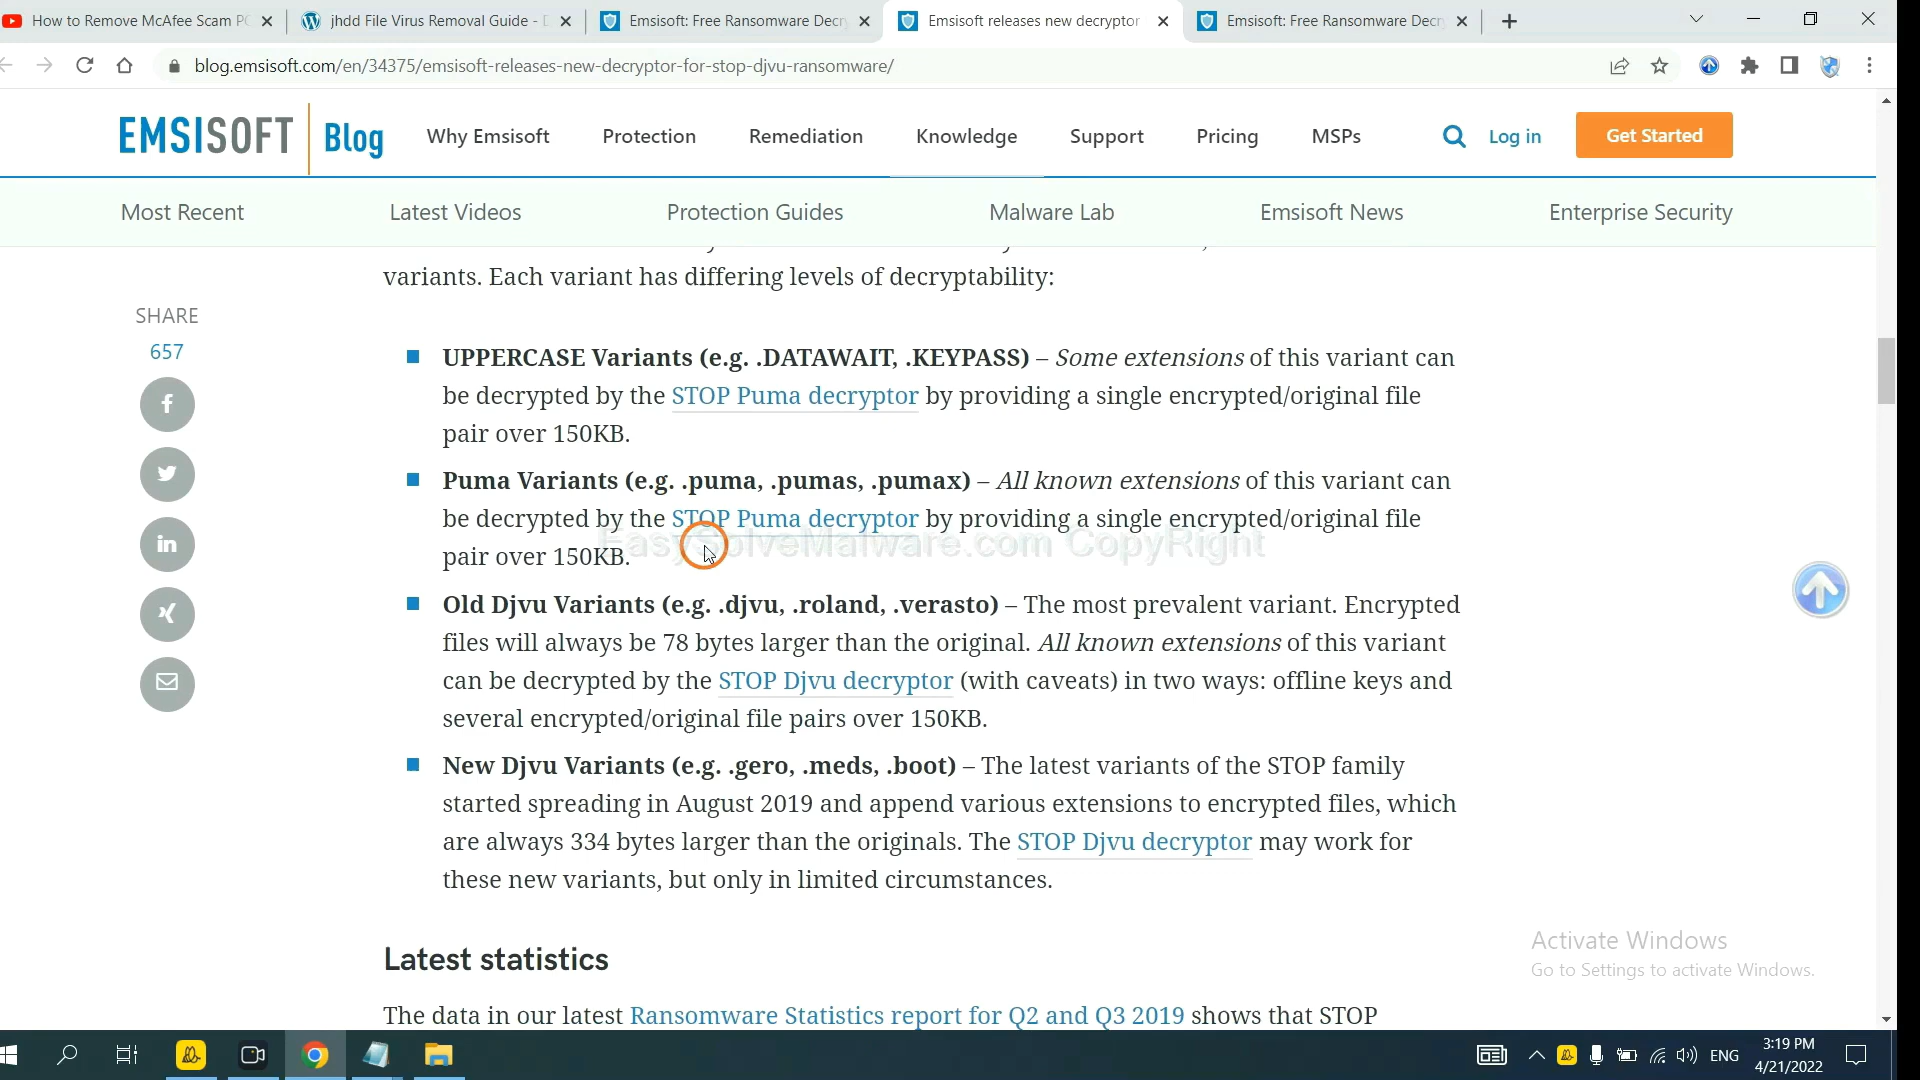 How to Remove McAfee Scam PC
jhdd File Virus Removal Guide - D
Emsisoft: Free Ransomware Decry
Emsisoft releases new decryptor
Emsisoft: Free Ransomware Decry
blog.emsisoft.com/en/34375/emsisoft-releases-new-decryptor-for-stop-djvu-ransomware/
EMSISOFT Blog
Why Emsisoft
Protection
Remediation
Knowledge
Support
Pricing
MSPs
Log in
Get Started
Most Recent
Latest Videos
Protection Guides
Malware Lab
Emsisoft News
Enterprise Security
variants. Each variant has differing levels of decryptability:
SHARE
657
UPPERCASE Variants (e.g. .DATAWAIT, .KEYPASS) – Some extensions of this variant can
be decrypted by the STOP Puma decryptor by providing a single encrypted/original file
pair over 150KB.
Puma Variants (e.g. .puma, .pumas, .pumax) – All known extensions of this variant can
be decrypted by the STOP Puma decryptor by providing a single encrypted/original file
EasySolveMalware.com CopyRight
pair over 150KB.
Old Djvu Variants (e.g. .djvu, .roland, .verasto) – The most prevalent variant. Encrypted
files will always be 78 bytes larger than the original. All known extensions of this variant
can be decrypted by the STOP Djvu decryptor (with caveats) in two ways: offline keys and
several encrypted/original file pairs over 150KB.
New Djvu Variants (e.g. .gero, .meds, .boot) – The latest variants of the STOP family
started spreading in August 2019 and append various extensions to encrypted files, which
are always 334 bytes larger than the originals. The STOP Djvu decryptor may work for
these new variants, but only in limited circumstances.
Latest statistics
The data in our latest Ransomware Statistics report for Q2 and Q3 2019 shows that STOP
Activate Windows
Go to Settings to activate Windows.
ENG
3:19 PM
4/21/2022